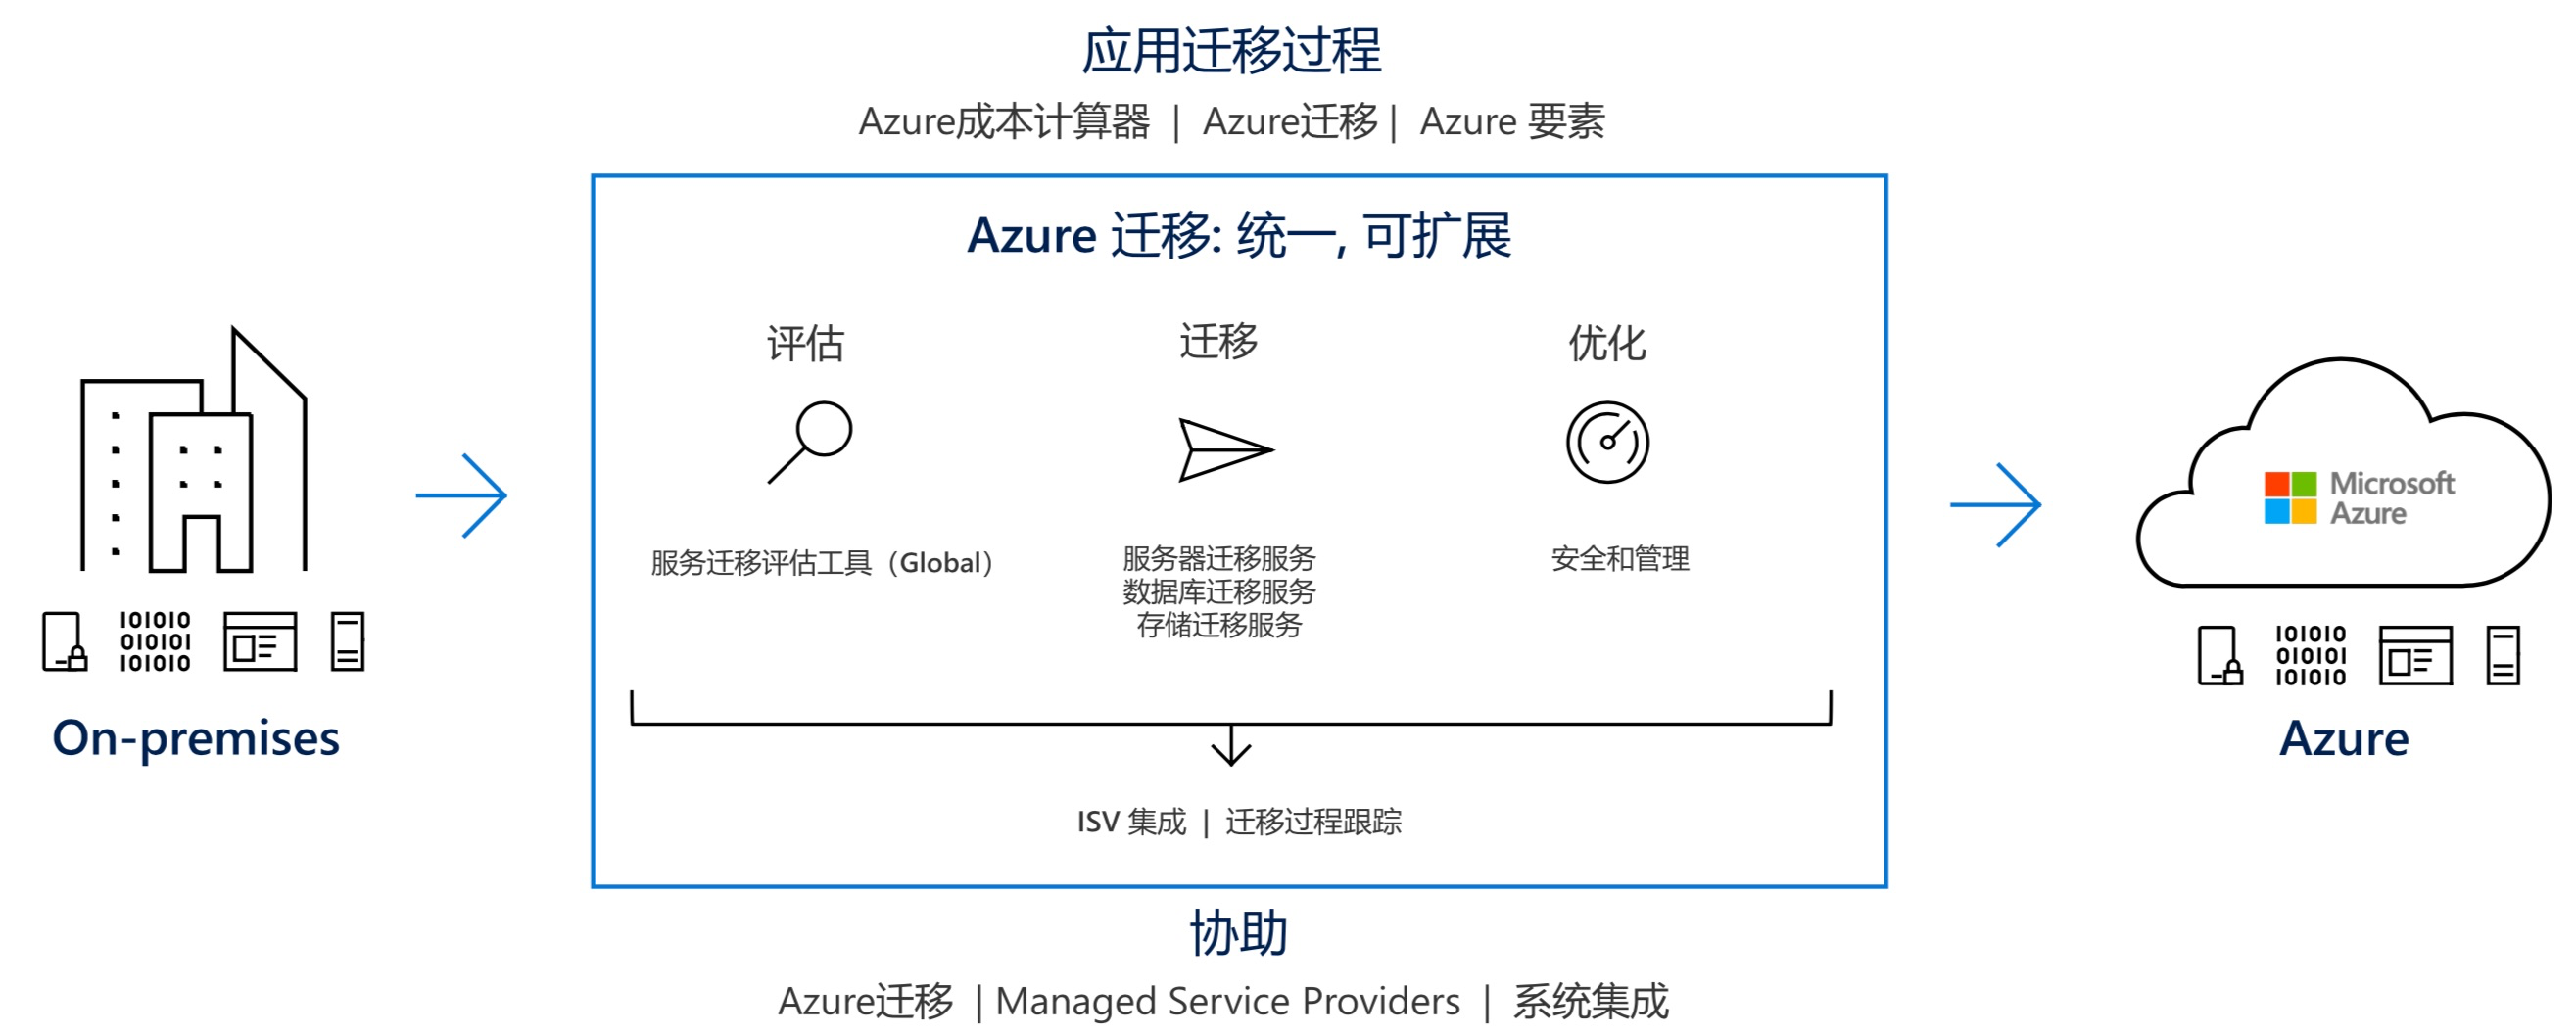 应用迁移过程
Azure成本计算器 | Azure迁移 | Azure 要素
Azure 迁移: 统一, 可扩展
评估
迁移
优化
服务迁移评估工具（Global）
服务器迁移服务
数据库迁移服务
存储迁移服务
安全和管理
ISV 集成 | 迁移过程跟踪
101010
010101
101010
On-premises
Microsoft
Azure
101010
010101
101010
Azure
协助
Azure迁移 | Managed Service Providers | 系统集成